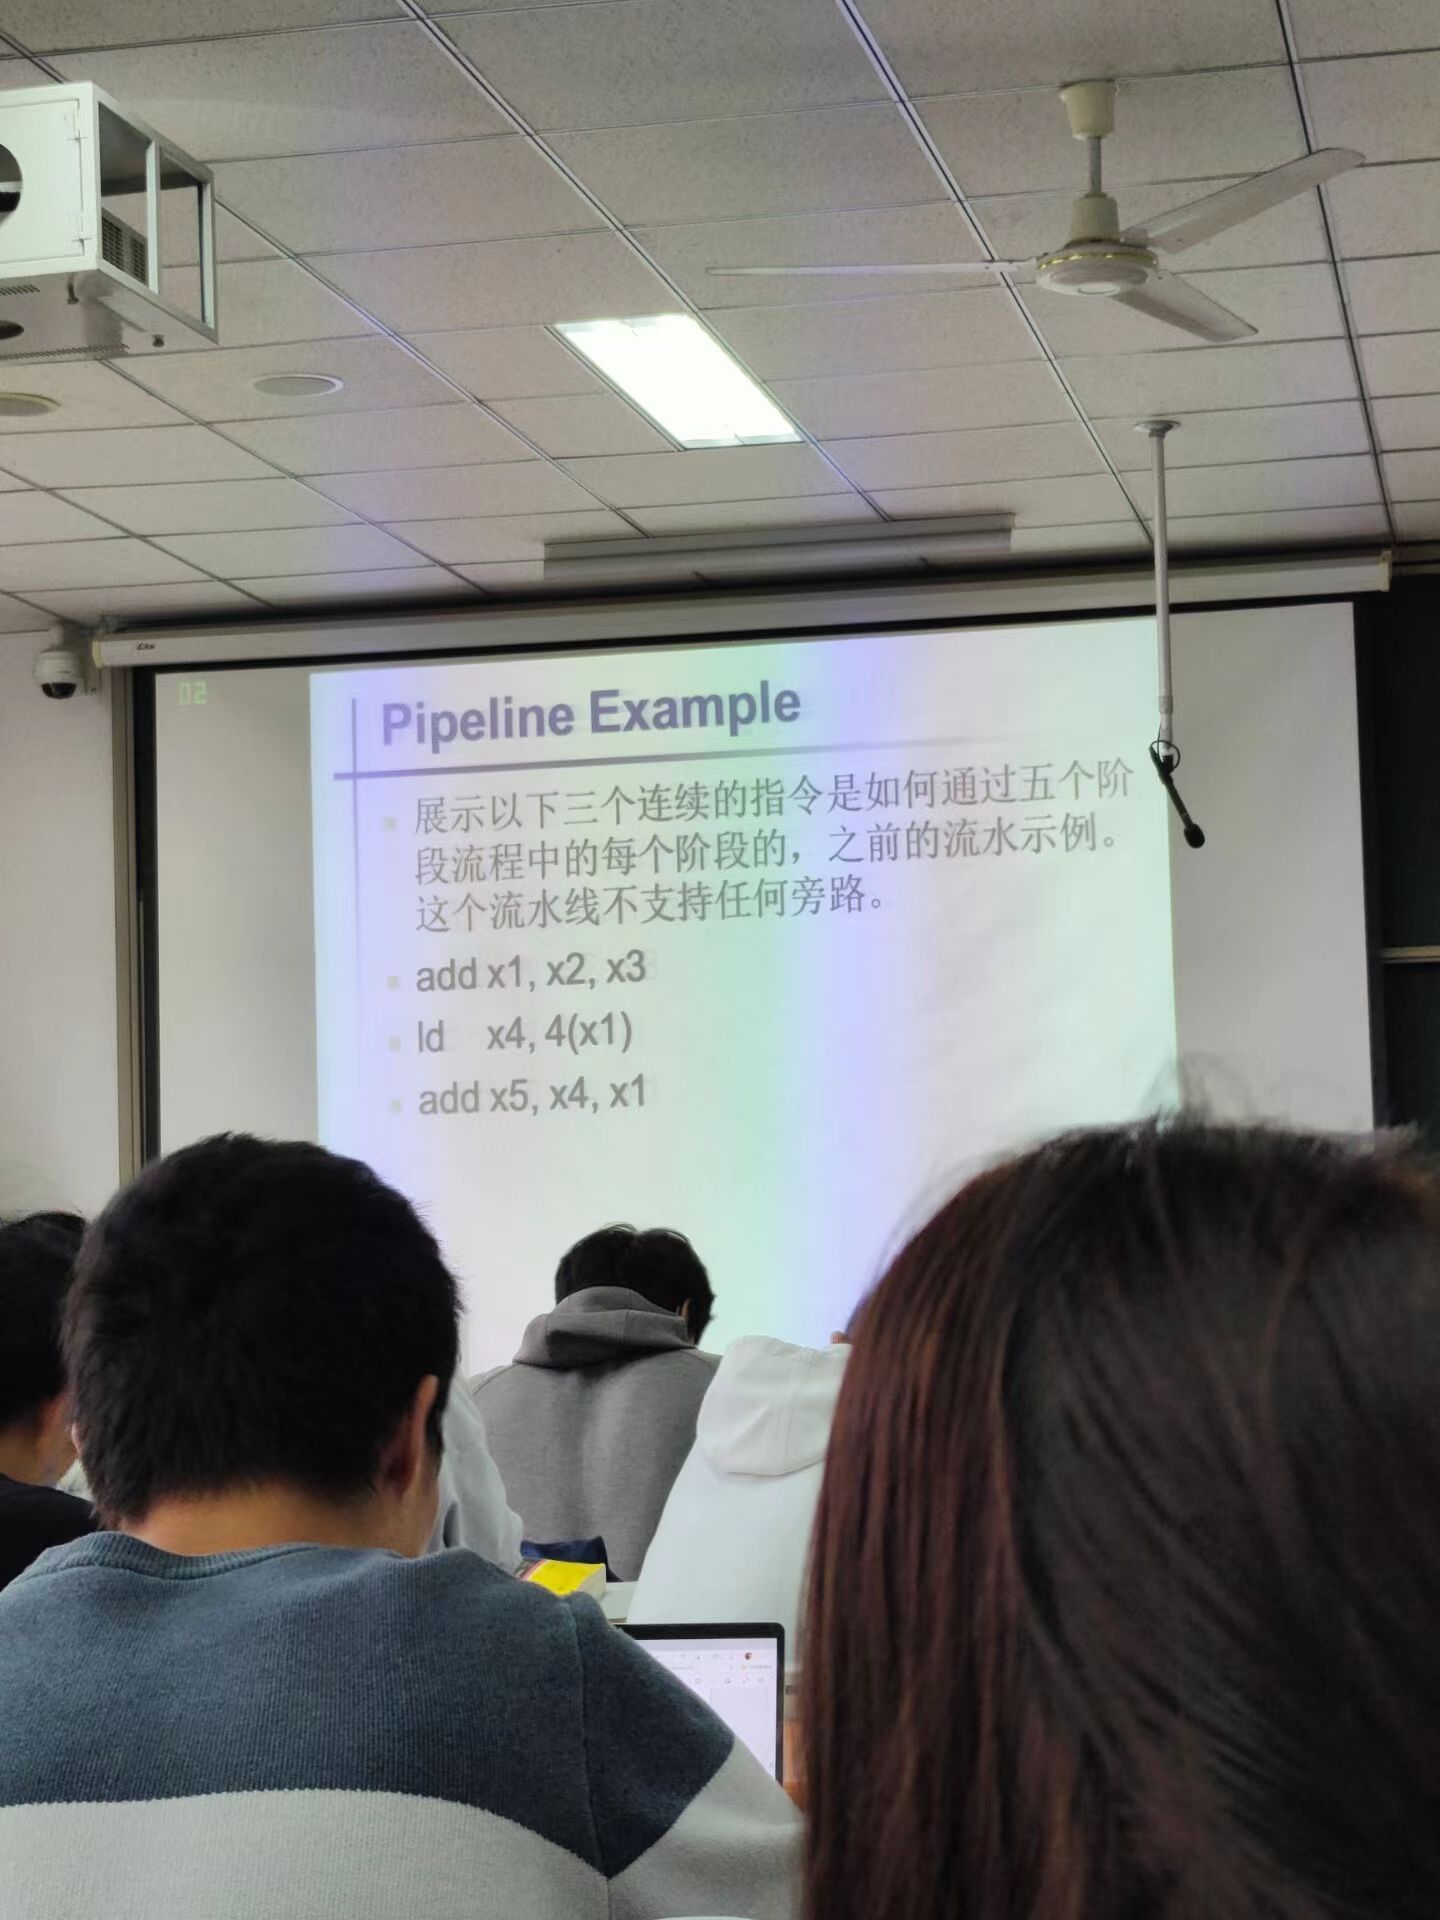 02
Pipeline Example
展示以下三个连续的指令是如何通过五个阶
段流程中的每个阶段的，之前的流水示例。
这个流水线不支持任何旁路。
add x1, x2, x3
ld x4, 4(x1)
add x5, x4, x1